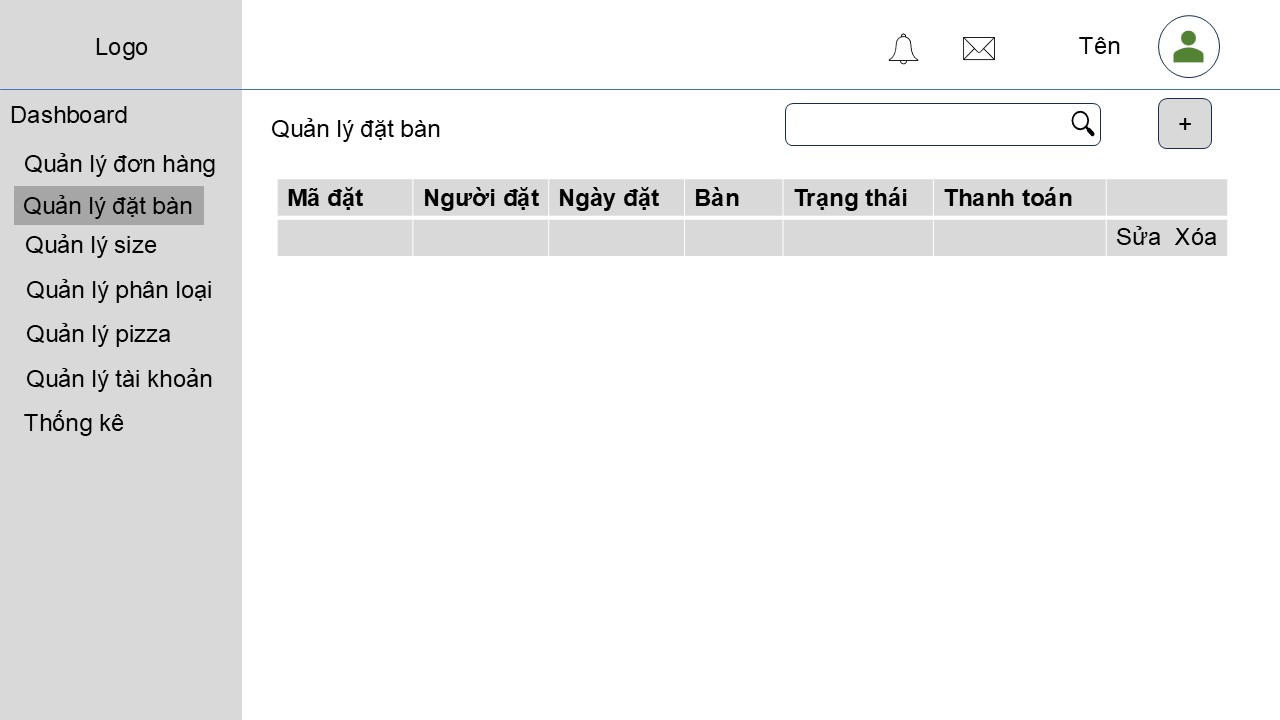 Logo
Tên
Dashboard
Quản lý đơn hàng
Quản lý đặt bàn
Quản lý size
Quản lý phân loại
Quản lý pizza
Quản lý tài khoản
Thống kê
Quản lý đặt bàn
+
Mã đặt Người đặt Ngày đặt Bàn Trạng thái Thanh toán
Sửa Xóa